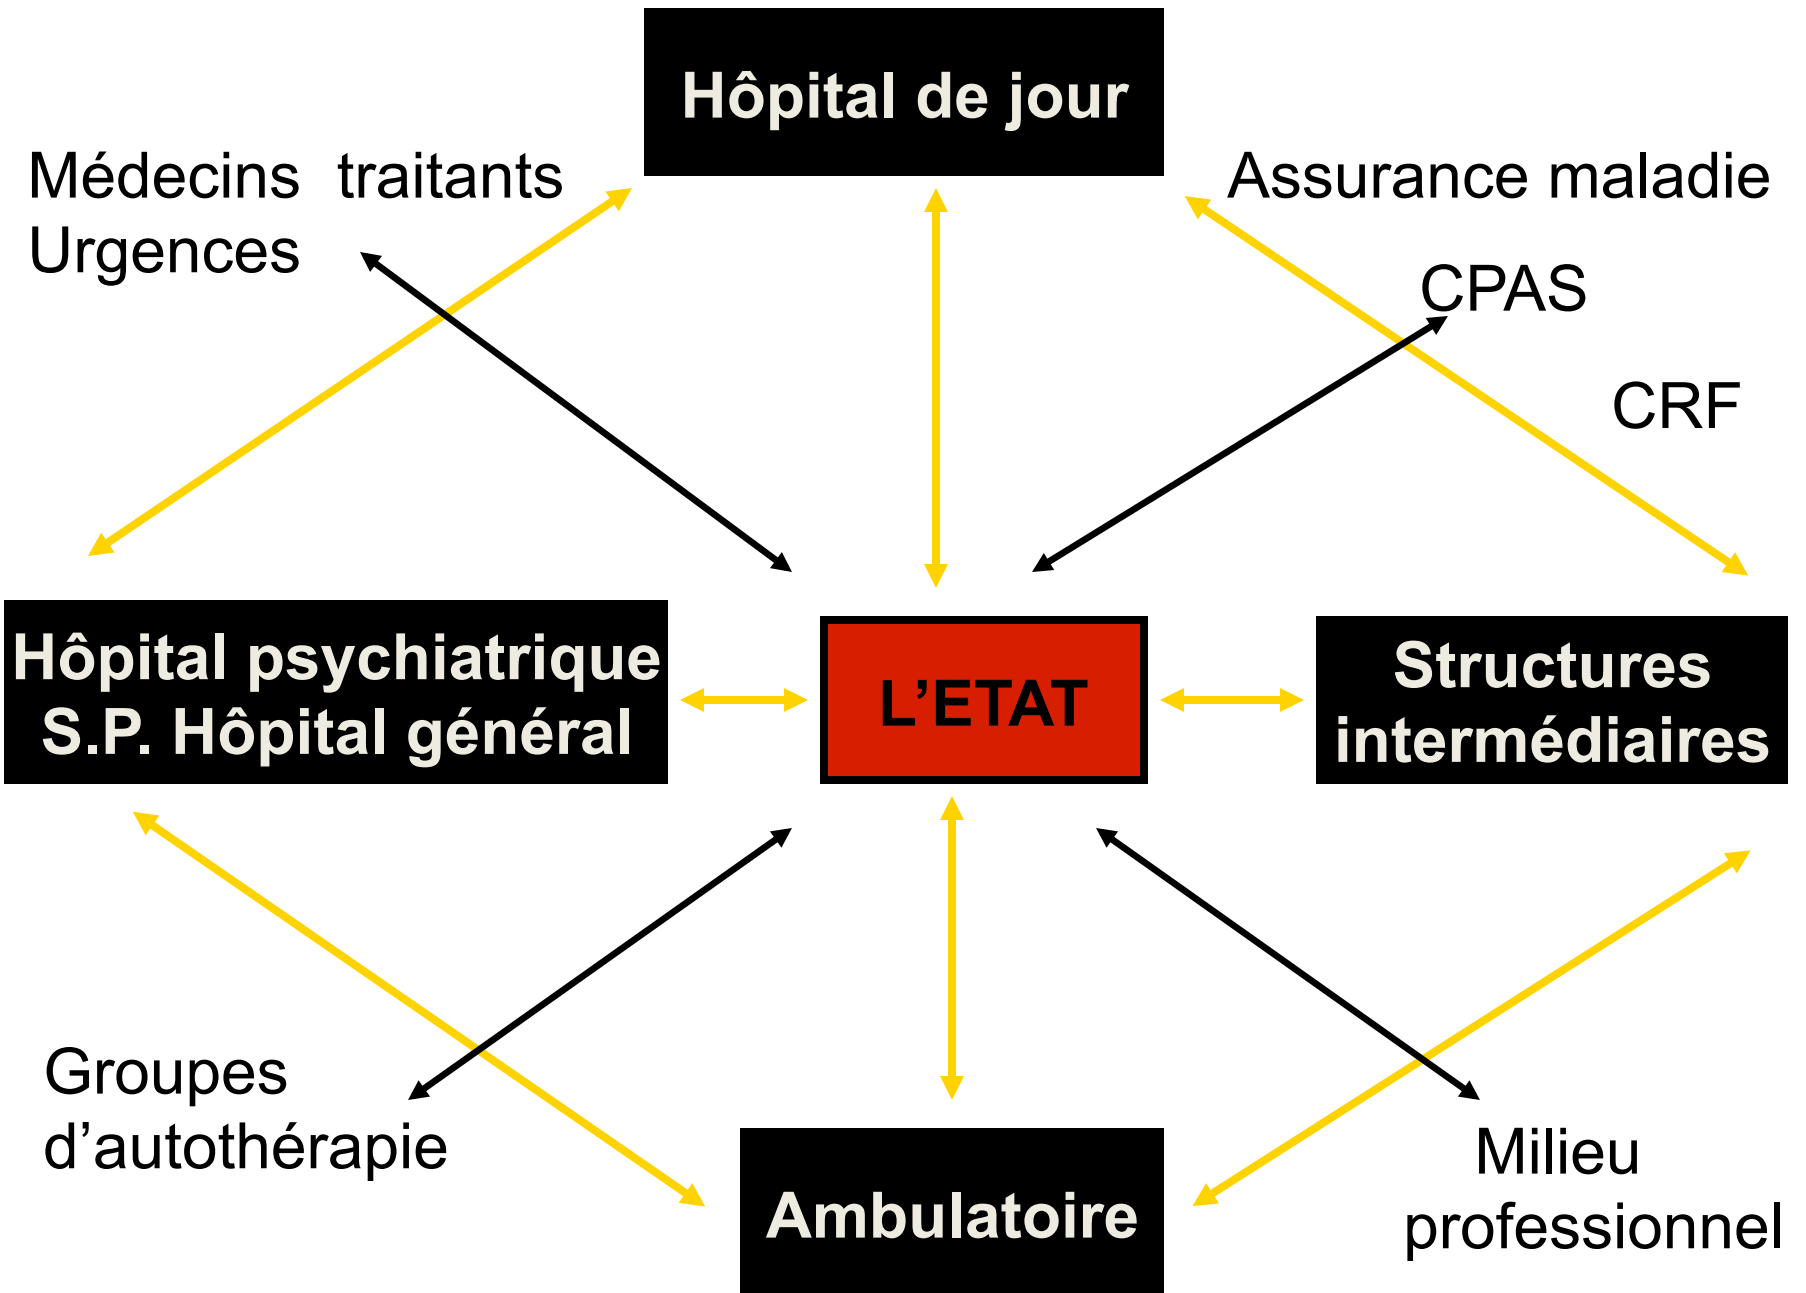 Hôpital de jour
Médecins traitants
Urgences
Assurance maladie
CPAS
CRF
Hôpital psychiatrique
S.P. Hôpital général
L’ETAT
Structures
intermédiaires
Groupes
d’autothérapie
Milieu
professionnel
Ambulatoire